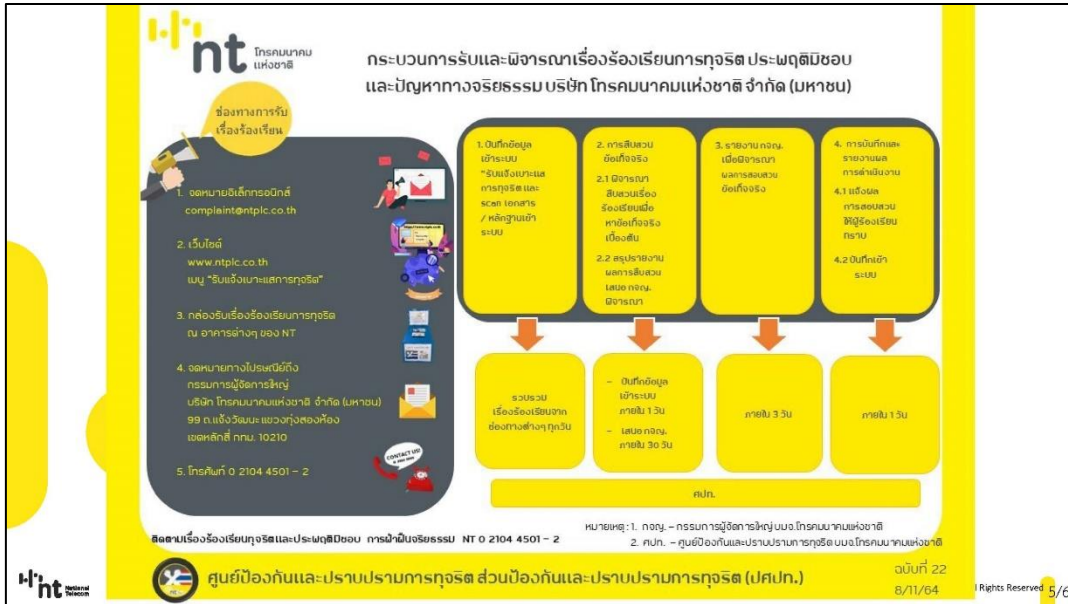 nt โทรคมนาคม
แห่งชาติ
กระบวนการรับและพิจารณาเรื่องร้องเรียนการทุจริต ประพฤติมิชอบ
และปัญหาทางจริยธรรม บริษัท โทรคมนาคมแห่งชาติ จำกัด (มหาชน)
ช่องทางการรับ
เรื่องร้องเรียน
1. จดหมายอิเล็กทรอนิกส์
complaint@ntplc.co.th
2. เว็บไซต์
www.ntplc.co.th
เมนู “รับแจ้งเบาะแสการทุจริต”
3. กล่องรับเรื่องร้องเรียนการทุจริต
ณ อาคารต่างๆ ของ NT
4. จดหมายทางไปรษณีย์ถึง
กรรมการผู้จัดการใหญ่
บริษัท โทรคมนาคมแห่งชาติ จำกัด (มหาชน)
99 ถ.แจ้งวัฒนะ แขวงทุ่งสองห้อง
เขตหลักสี่ กทม. 10210
CONTACT US!
5. โทรศัพท์ 0 2104 4501 – 2
1. บันทึกข้อมูล
เข้าระบบ
“รับแจ้งเบาะแส
การทุจริต และ
scan เอกสาร
/ หลักฐานเข้า
ระบบ
2. การสืบสวน
ข้อเท็จจริง
2.1 พิจารณา
สืบสวนเรื่อง
ร้องเรียนเพื่อ
หาข้อเท็จจริง
เบื้องต้น
2.2 สรุปรายงาน
ผลการสืบสวน
เสนอ กจญ.
พิจารณา
3. รายงาน กจญ.
เพื่อพิจารณา
ผลการสอบสวน
ข้อเท็จจริง
4. การบันทึกและ
รายงานผล
การดำเนินงาน
4.1 แจ้งผล
การสอบสวน
ให้ผู้ร้องเรียน
ทราบ
4.2 บันทึกเข้า
ระบบ
รวบรวม
เรื่องร้องเรียนจาก
ช่องทางต่างๆ ทุกวัน
– บันทึกข้อมูล
เข้าระบบ
ภายใน 1 วัน
– เสนอ กจญ.
ภายใน 30 วัน
ภายใน 3 วัน
ภายใน 1 วัน
ศปท.
หมายเหตุ : 1. กจญ. – กรรมการผู้จัดการใหญ่ บมจ.โทรคมนาคมแห่งชาติ
2. ศปท. – ศูนย์ป้องกันและปราบปรามการทุจริต บมจ.โทรคมนาคมแห่งชาติ
ติดตามเรื่องร้องเรียนทุจริตและประพฤติมิชอบ การฝ่าฝืนจริยธรรม NT 0 2104 4501 – 2
ศูนย์ป้องกันและปราบปรามการทุจริต ส่วนป้องกันและปราบปรามการทุจริต (ปศปท.)
ฉบับที่ 22
8/11/64
nt National
Telecom
l Rights Reserved 5/6